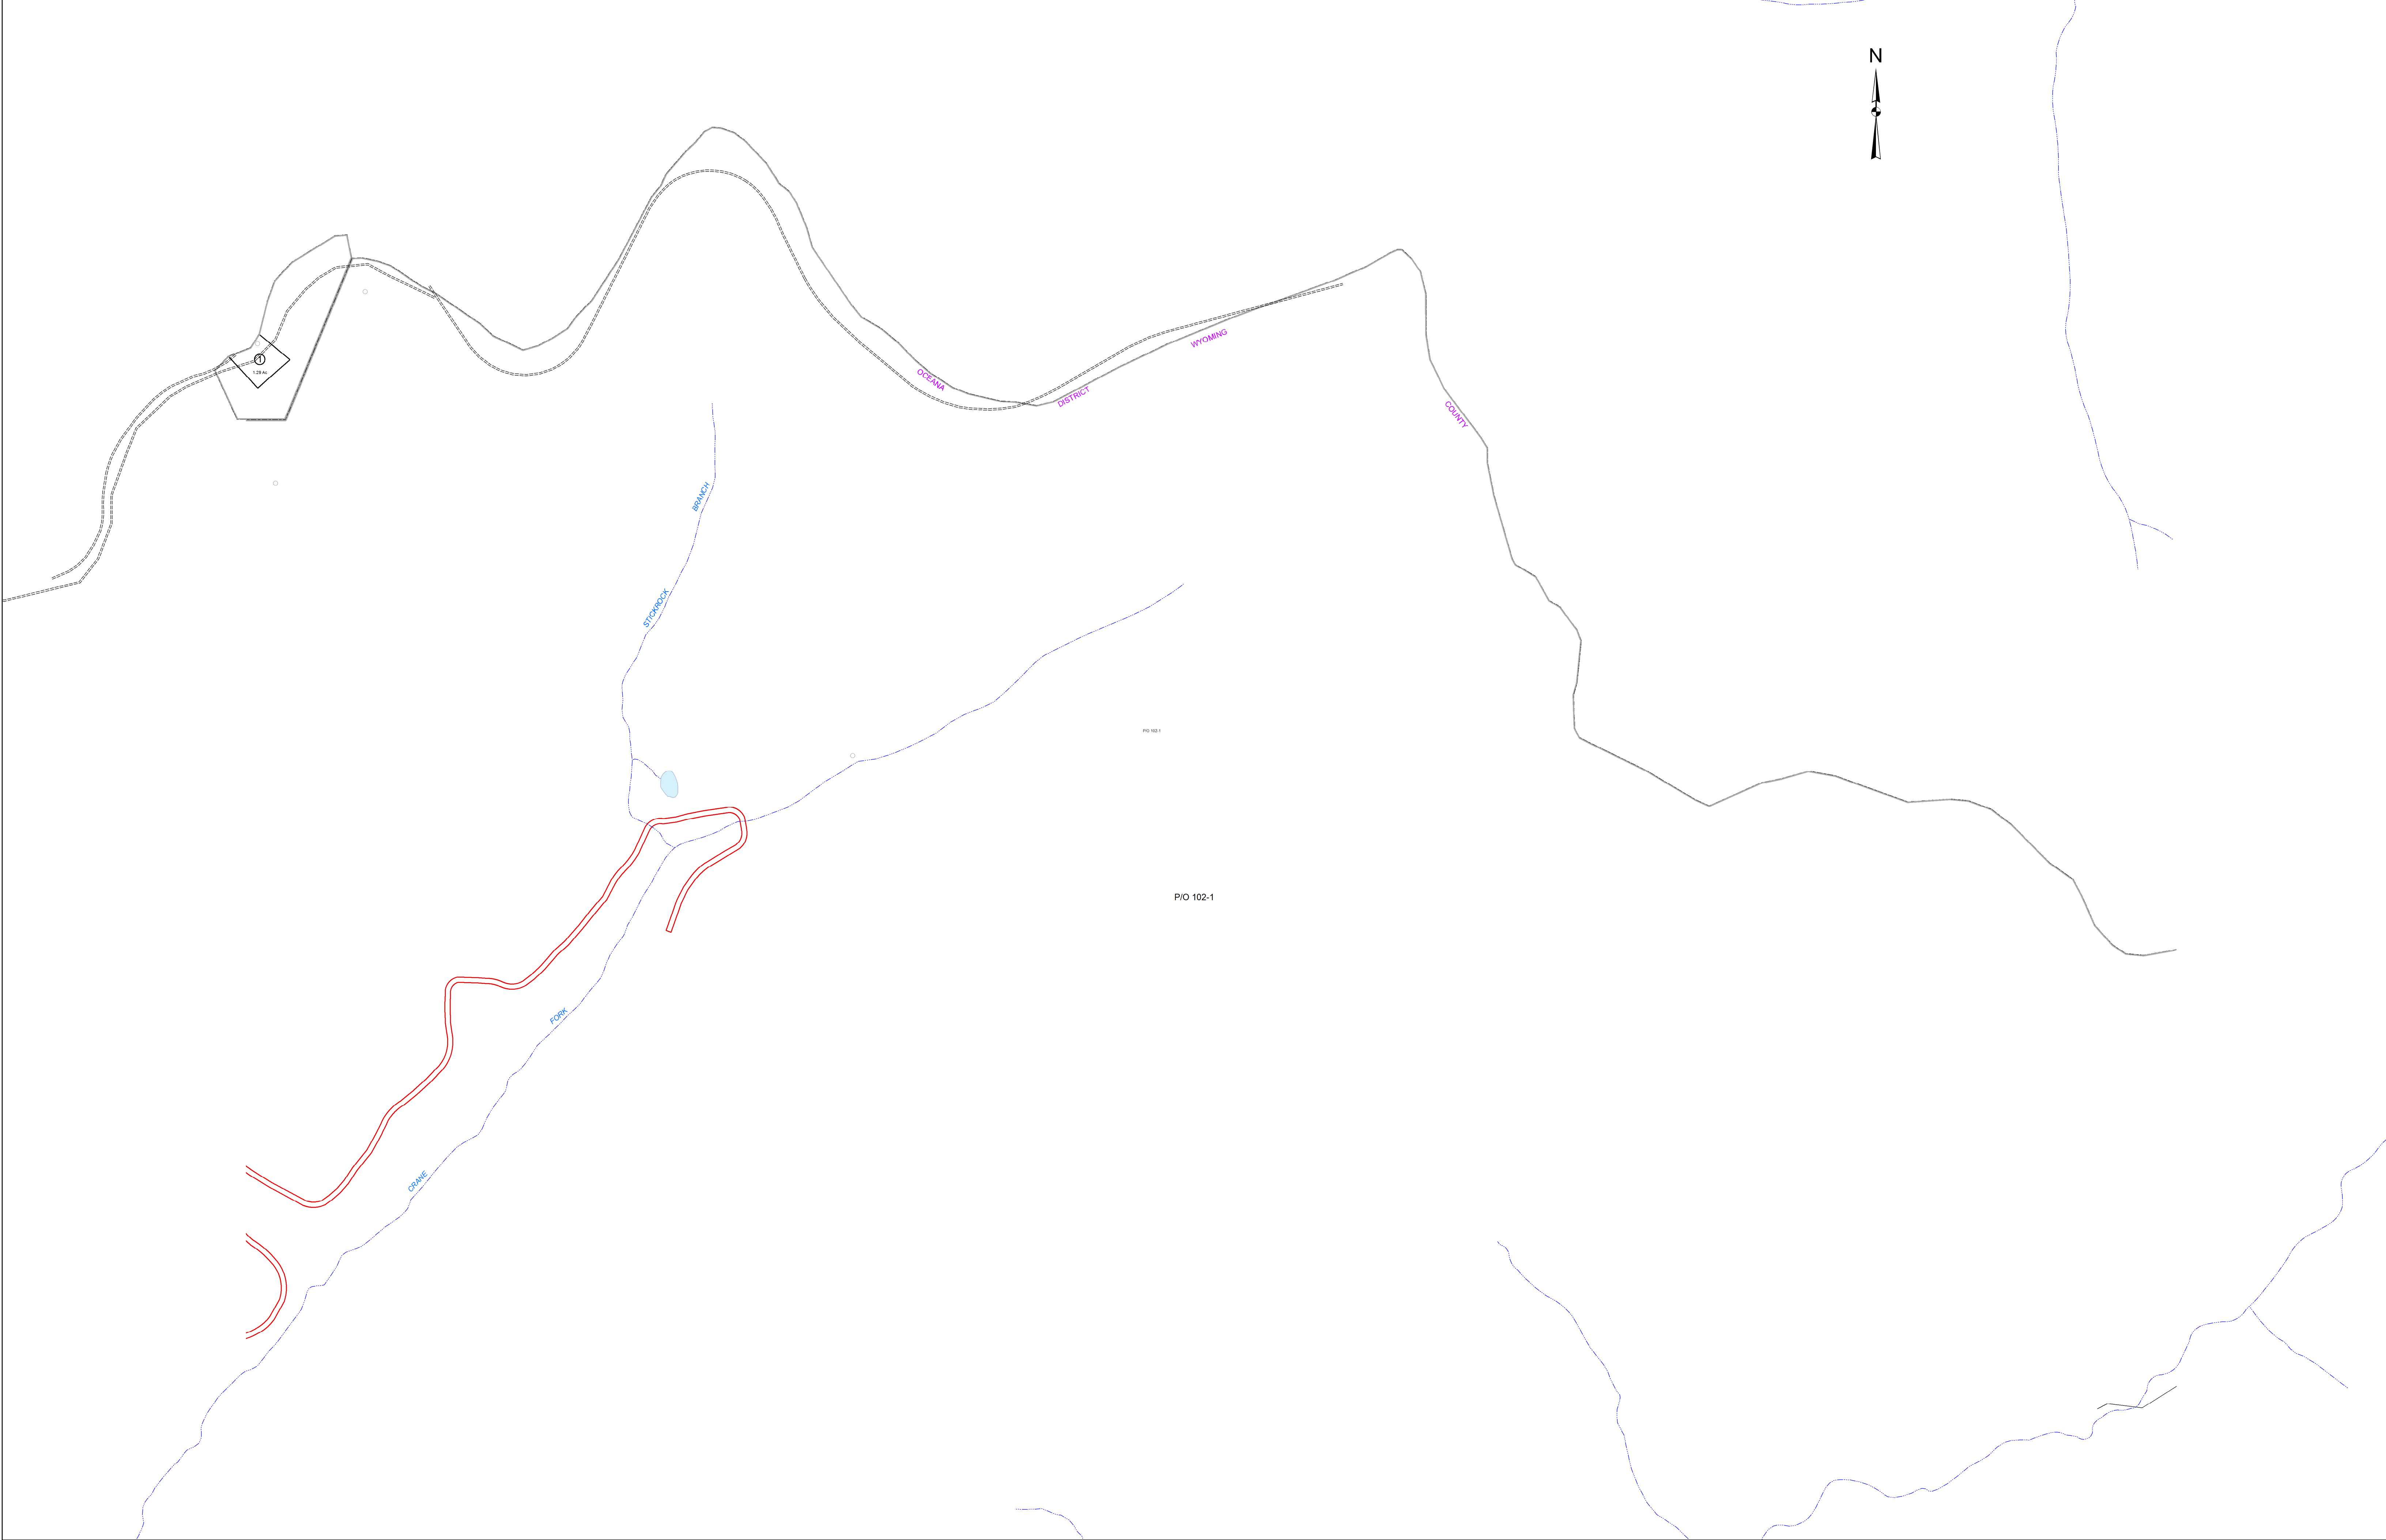 N
WYOMING
1
1.29 Ac
OCEANA
DISTRICT
COUNTY
BRANCH
STICKROCK
P/O 102-1
P/O 102-1
FORK
CRANE